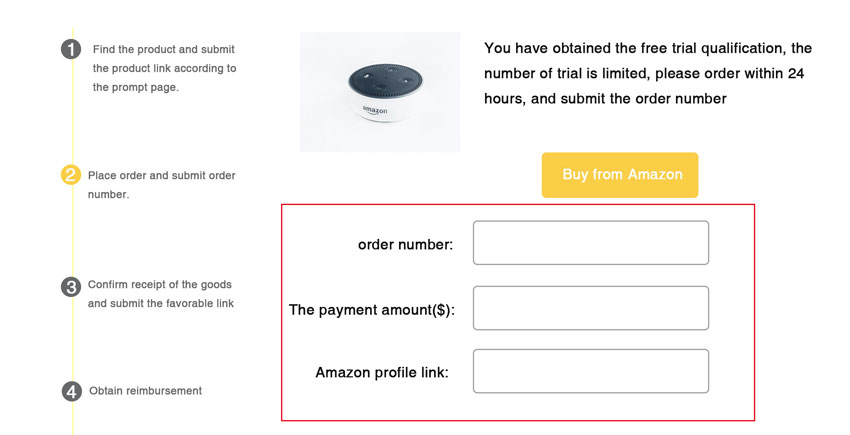 1 Find the product and submit
the product link according to
the prompt page.
amazon
You have obtained the free trial qualification, the
number of trial is limited, please order within 24
hours, and submit the order number
Buy from Amazon
2 Place order and submit order
number.
order number:
3 Confirm receipt of the goods
and submit the favorable link
The payment amount($):
Amazon profile link:
4 Obtain reimbursement